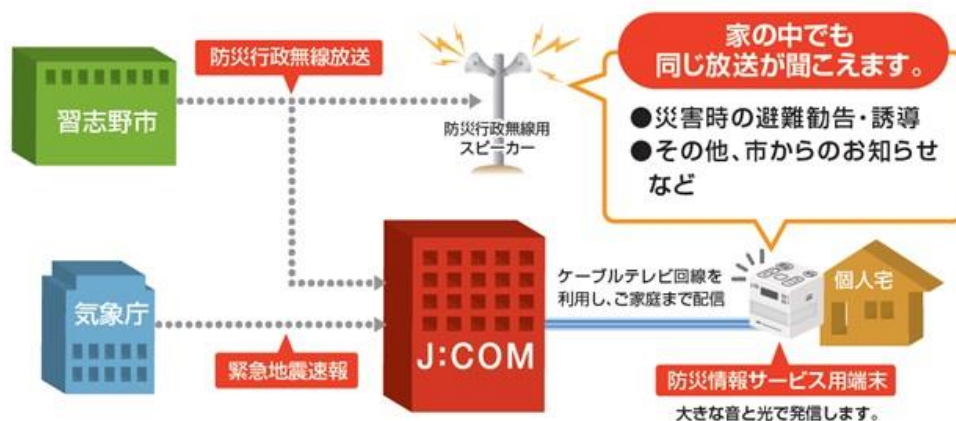 防災行政無線放送
習志野市
防災行政無線用
スピーカー
家の中でも
同じ放送が聞こえます。
●災害時の避難勧告・誘導
●その他、市からのお知らせ
など
気象庁
緊急地震速報
J:COM
ケーブルテレビ回線を
利用し、ご家庭まで配信
個人宅
防災情報サービス用端末
大きな音と光で発信します。